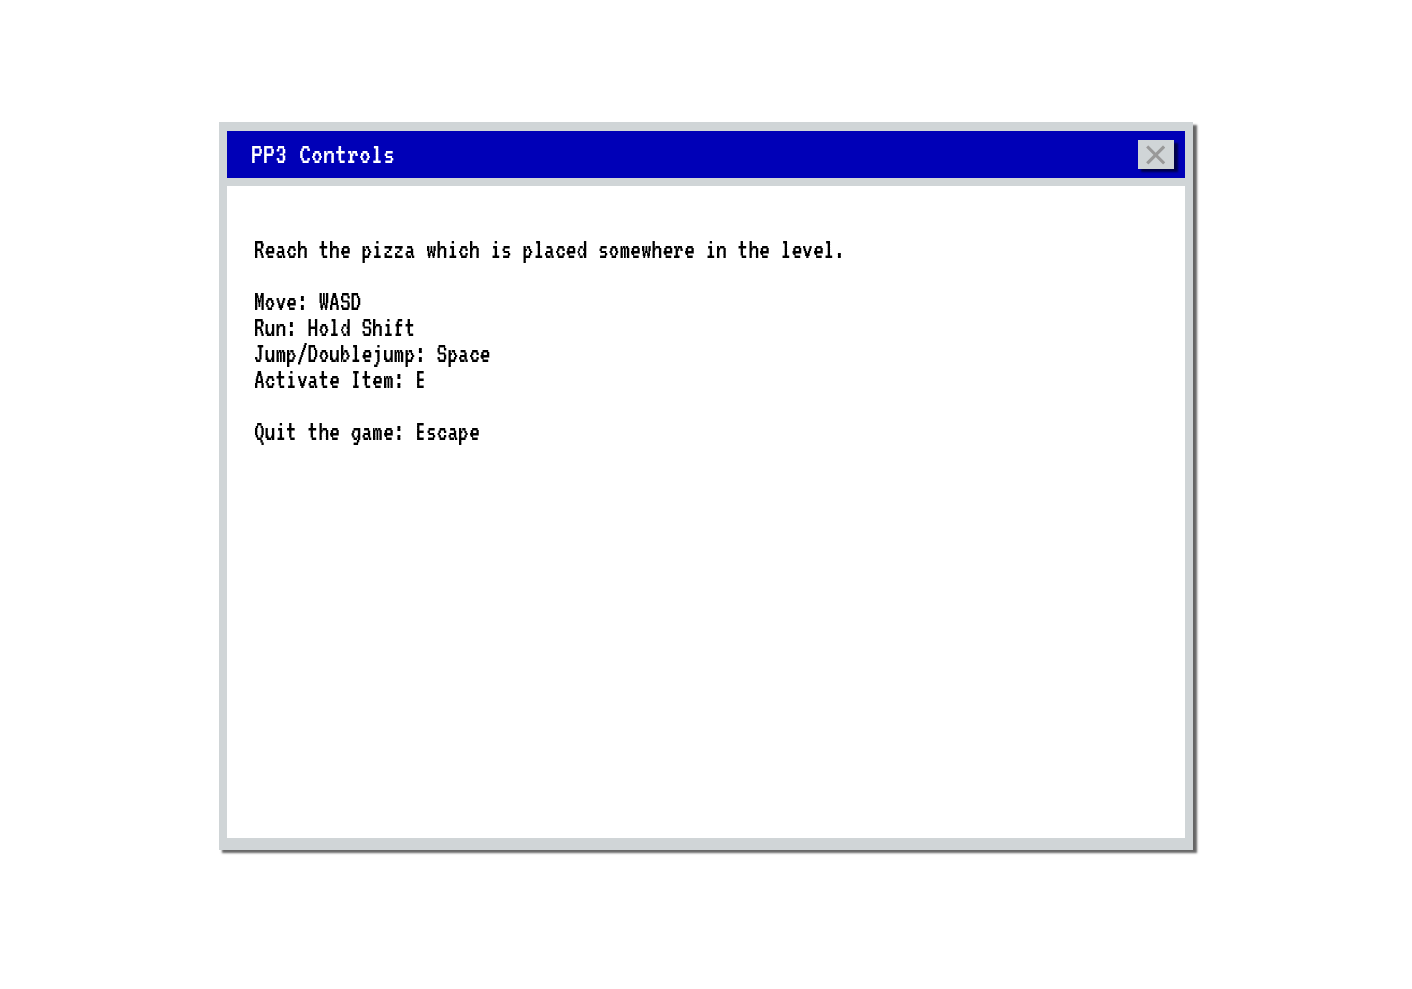 PP3 Controls
Reach the pizza which is placed somewhere in the level.
Move: WASD
Run: Hold Shift
Jump/Doublejump: Space
Activate Item: E
Quit the game: Escape